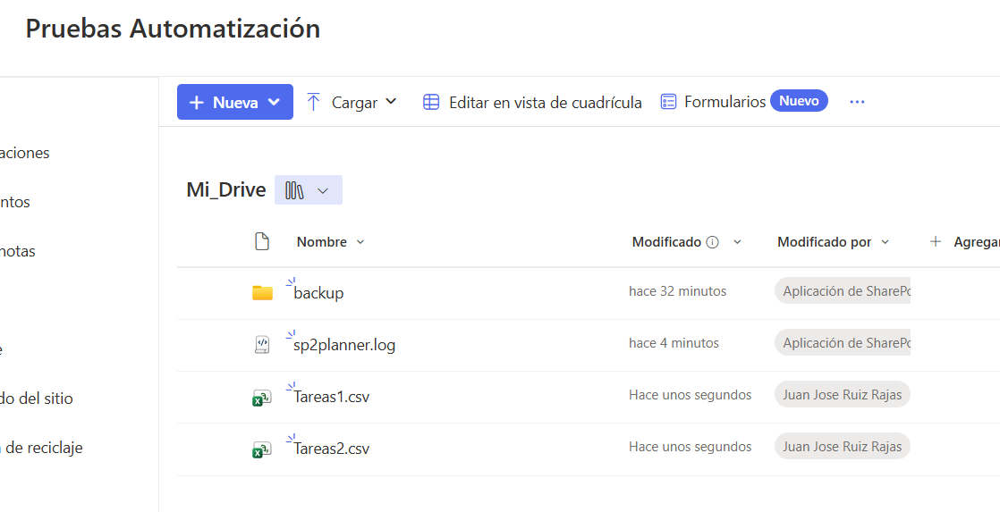 Pruebas Automatización
+ Nueva
Cargar
Editar en vista de cuadrícula
Formularios
Nuevo
...
aciones
ntos
notas
e
do del sitio
de reciclaje
Mi_Drive
Nombre
Modificado
Modificado por
+ Agregar
backup
hace 32 minutos
Aplicación de SharePo
sp2planner.log
hace 4 minutos
Aplicación de SharePo
Tareas1.csv
Hace unos segundos
Juan Jose Ruiz Rajas
Tareas2.csv
Hace unos segundos
Juan Jose Ruiz Rajas